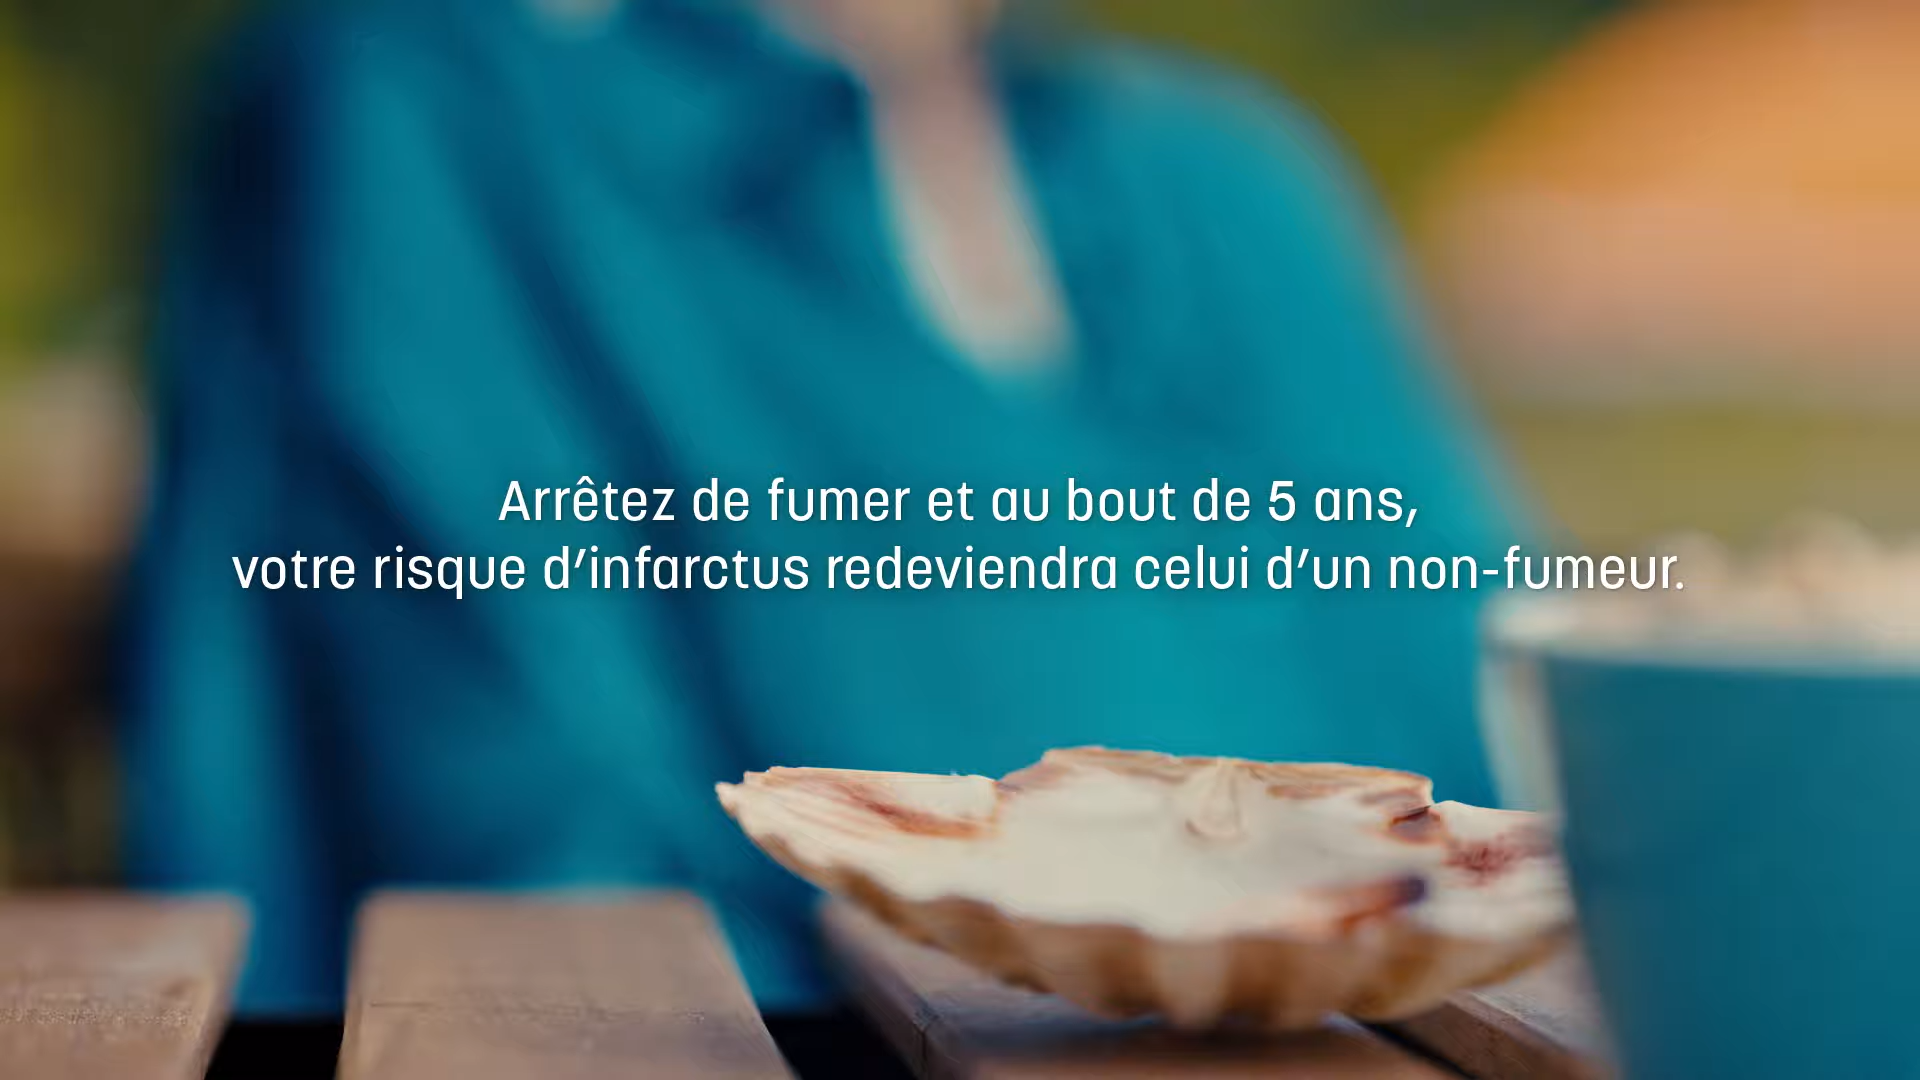 Arrêtez de fumer et au bout de 5 ans,
votre risque d’infarctus redeviendra celui d’un non-fumeur.